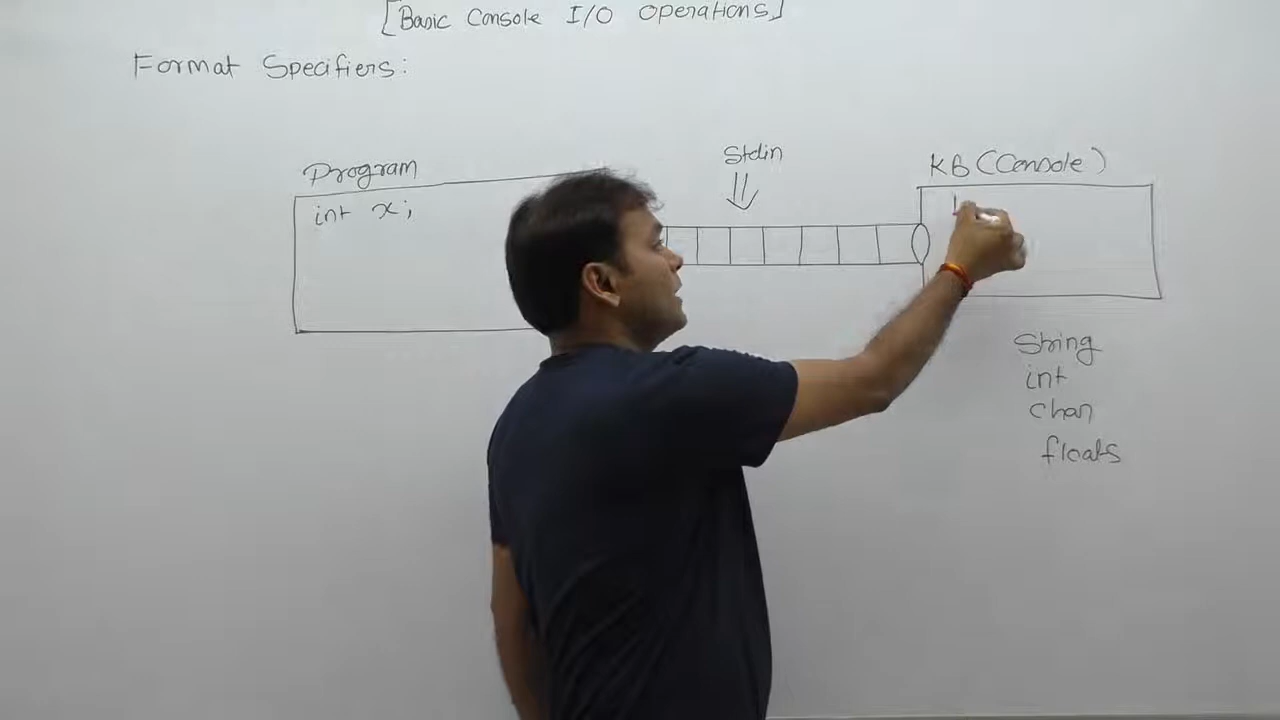 [Basic Console I/O Operations]
Format Specifiers:
Program
int x;
Stdin
KB (Console)
String
int
char
floats